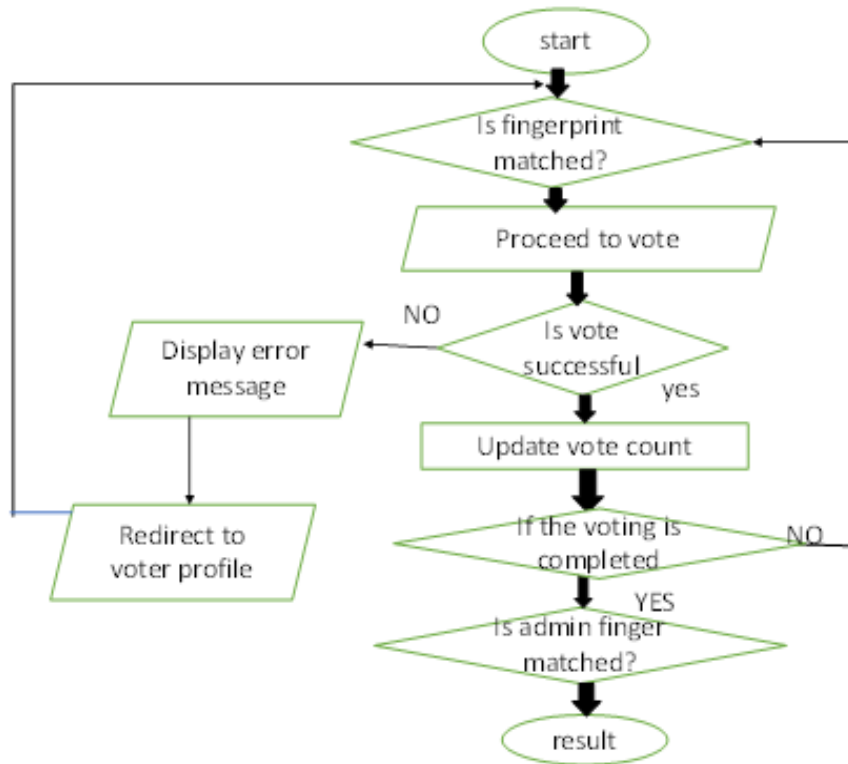 start
Is fingerprint
matched?
Proceed to vote
NO
Is vote
successful
yes
Display error
message
Update vote count
Redirect to
voter profile
If the voting is
completed
NO
YES
Is admin finger
matched?
result